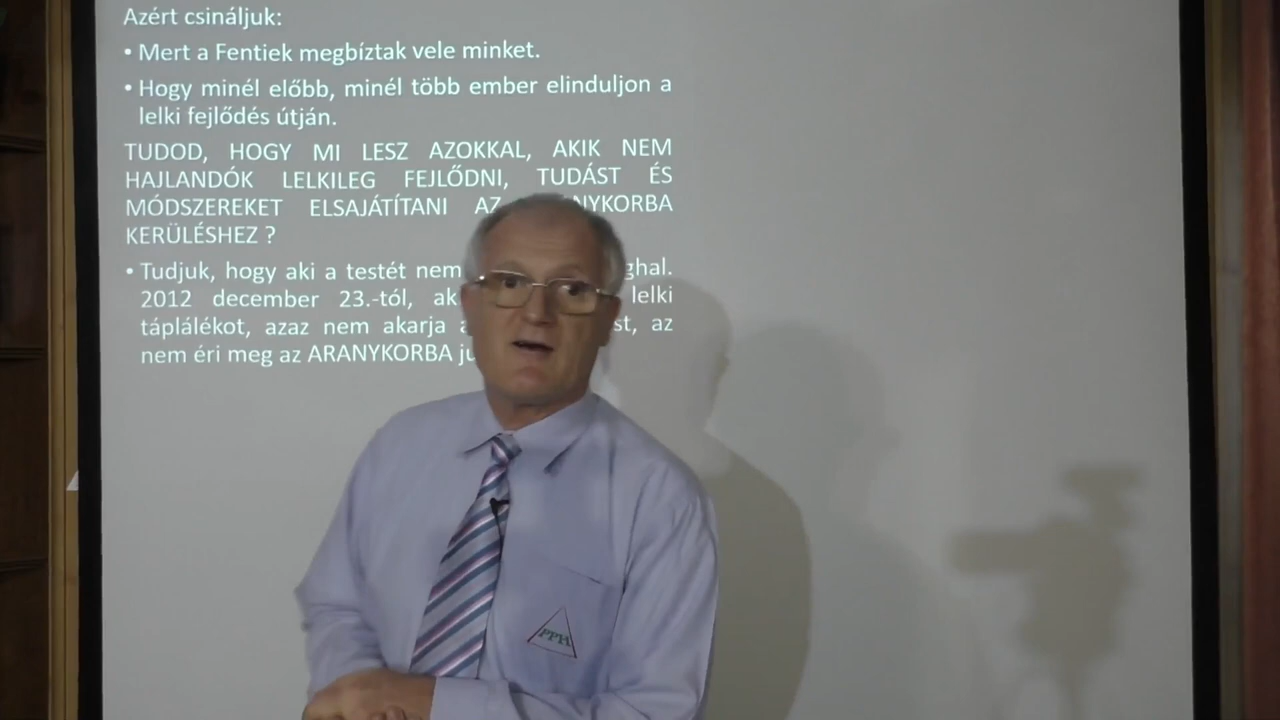 Azért csináljuk:
• Mert a Fentiek megbíztak vele minket.
• Hogy minél előbb, minél több ember elinduljon a
lelki fejlődés útján.
TUDOD, HOGY MI LESZ AZOKKAL, AKIK NEM
HAJLANDÓK LELKILEG FEJLŐDNI, TUDÁST ÉS
MÓDSZEREKET ELSAJÁTÍTANI AZ
KERÜLÉSHEZ ?
• Tudjuk, hogy aki a testét nem
2012 december 23.-tól, lelki
táplálékot, azaz nem akarja az
nem éri meg az ARANYKORBA
PPH